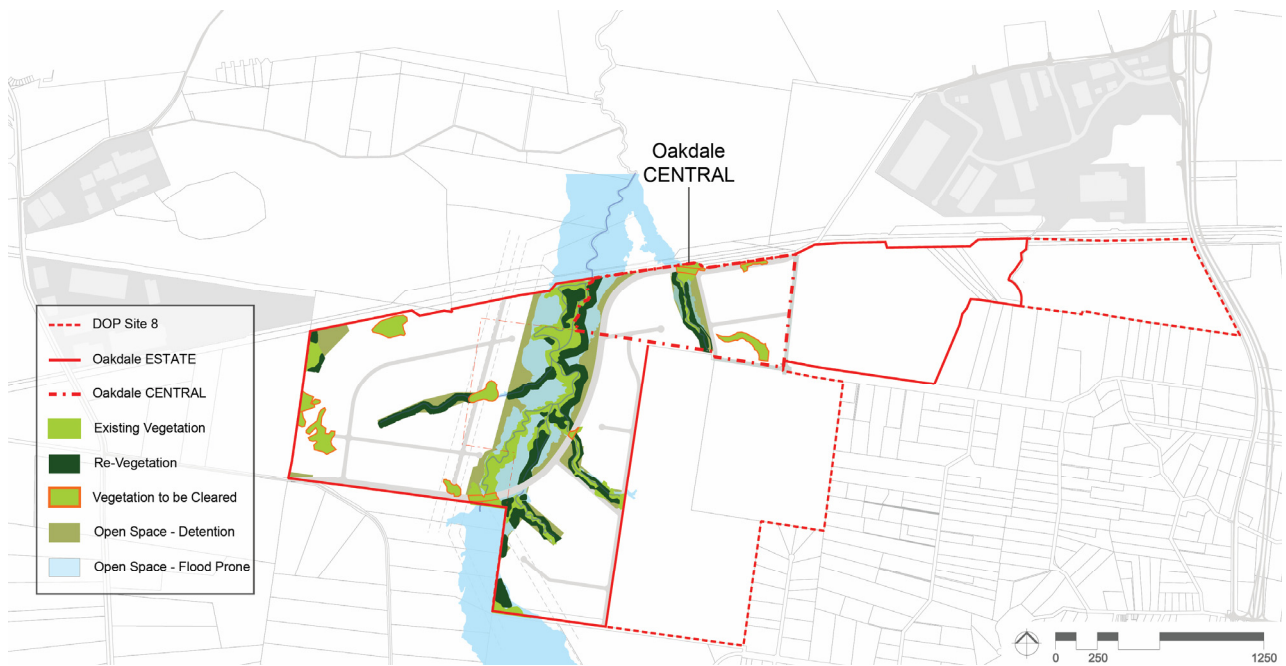 Oakdale
CENTRAL
DOP Site 8
Oakdale ESTATE
Oakdale CENTRAL
Existing Vegetation
Re-Vegetation
Vegetation to be Cleared
Open Space - Detention
Open Space - Flood Prone
0 250 1250